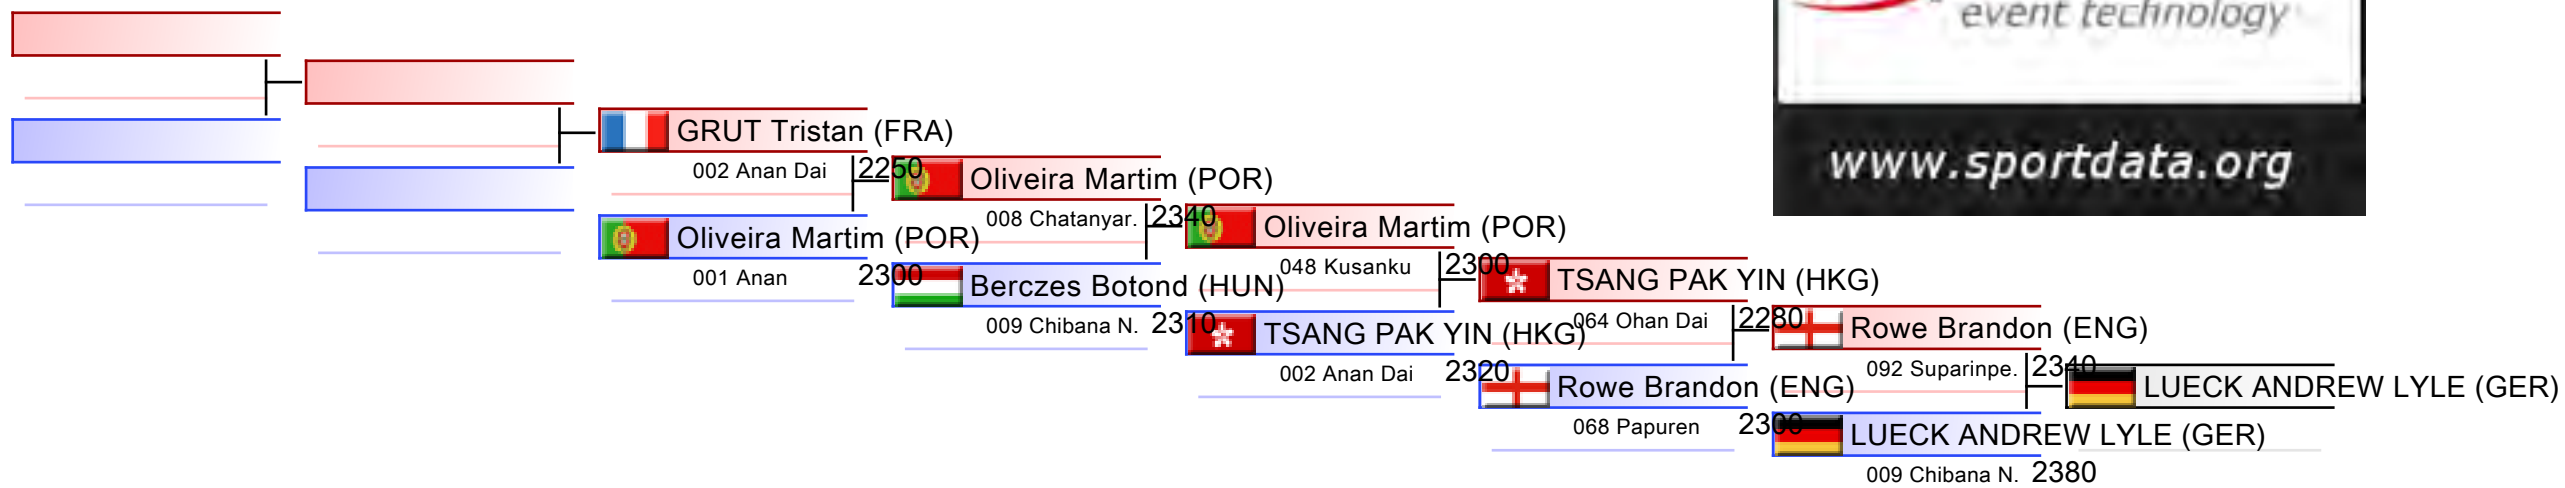 event technology
www.sportdata.org
GRUT Tristan (FRA)
002 Anan Dai 2250
Oliveira Martim (POR)
001 Anan 2300
Oliveira Martim (POR)
008 Chatanyar. 2340
Berczes Botond (HUN)
009 Chibana N. 2310
Oliveira Martim (POR)
048 Kusanku 2300
TSANG PAK YIN (HKG)
002 Anan Dai 2320
TSANG PAK YIN (HKG)
064 Ohan Dai 2280
Rowe Brandon (ENG)
068 Papuren 2300
Rowe Brandon (ENG)
092 Suparinpe. 2340
LUECK ANDREW LYLE (GER)
009 Chibana N. 2380
LUECK ANDREW LYLE (GER)